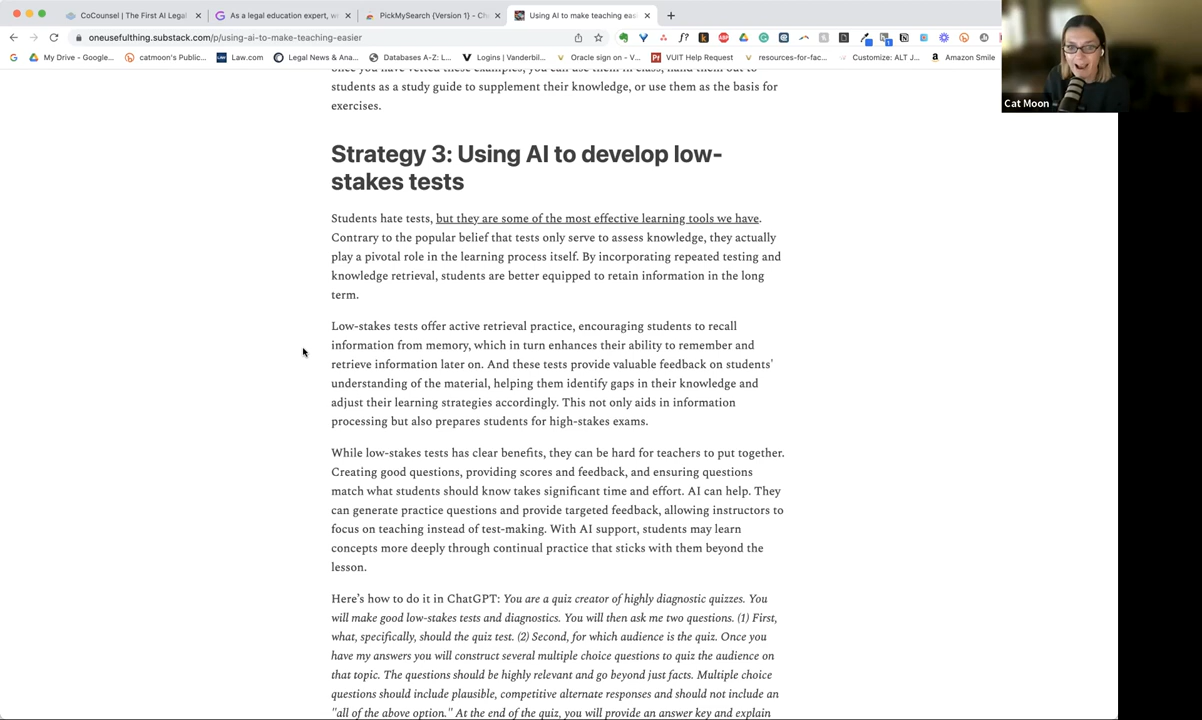 CoCounsel | The First AI Legal
As a legal education expert, w
PickMySearch {Version 1} - Ch
Using AI to make teaching easi
oneusefulthing.substack.com/p/using-ai-to-make-teaching-easier
My Drive - Google...
catmoon's Public...
Law.com
Legal News & Ana...
Databases A-Z: L...
Logins | Vanderbil...
Oracle sign on - V...
VUIT Help Request
resources-for-fac...
Customize: ALT J...
Amazon Smile
Cat Moon
once you have vetted these examples, you can use them in class, hand them out to
students as a study guide to supplement their knowledge, or use them as the basis for
exercises.
Strategy 3: Using AI to develop low-
stakes tests
Students hate tests, but they are some of the most effective learning tools we have.
Contrary to the popular belief that tests only serve to assess knowledge, they actually
play a pivotal role in the learning process itself. By incorporating repeated testing and
knowledge retrieval, students are better equipped to retain information in the long
term.
Low-stakes tests offer active retrieval practice, encouraging students to recall
information from memory, which in turn enhances their ability to remember and
retrieve information later on. And these tests provide valuable feedback on students'
understanding of the material, helping them identify gaps in their knowledge and
adjust their learning strategies accordingly. This not only aids in information
processing but also prepares students for high-stakes exams.
While low-stakes tests has clear benefits, they can be hard for teachers to put together.
Creating good questions, providing scores and feedback, and ensuring questions
match what students should know takes significant time and effort. AI can help. They
can generate practice questions and provide targeted feedback, allowing instructors to
focus on teaching instead of test-making. With AI support, students may learn
concepts more deeply through continual practice that sticks with them beyond the
lesson.
Here's how to do it in ChatGPT: You are a quiz creator of highly diagnostic quizzes. You
will make good low-stakes tests and diagnostics. You will then ask me two questions. (1) First,
what, specifically, should the quiz test. (2) Second, for which audience is the quiz. Once you
have my answers you will construct several multiple choice questions to quiz the audience on
that topic. The questions should be highly relevant and go beyond just facts. Multiple choice
questions should include plausible, competitive alternate responses and should not include an
"all of the above option." At the end of the quiz, you will provide an answer key and explain